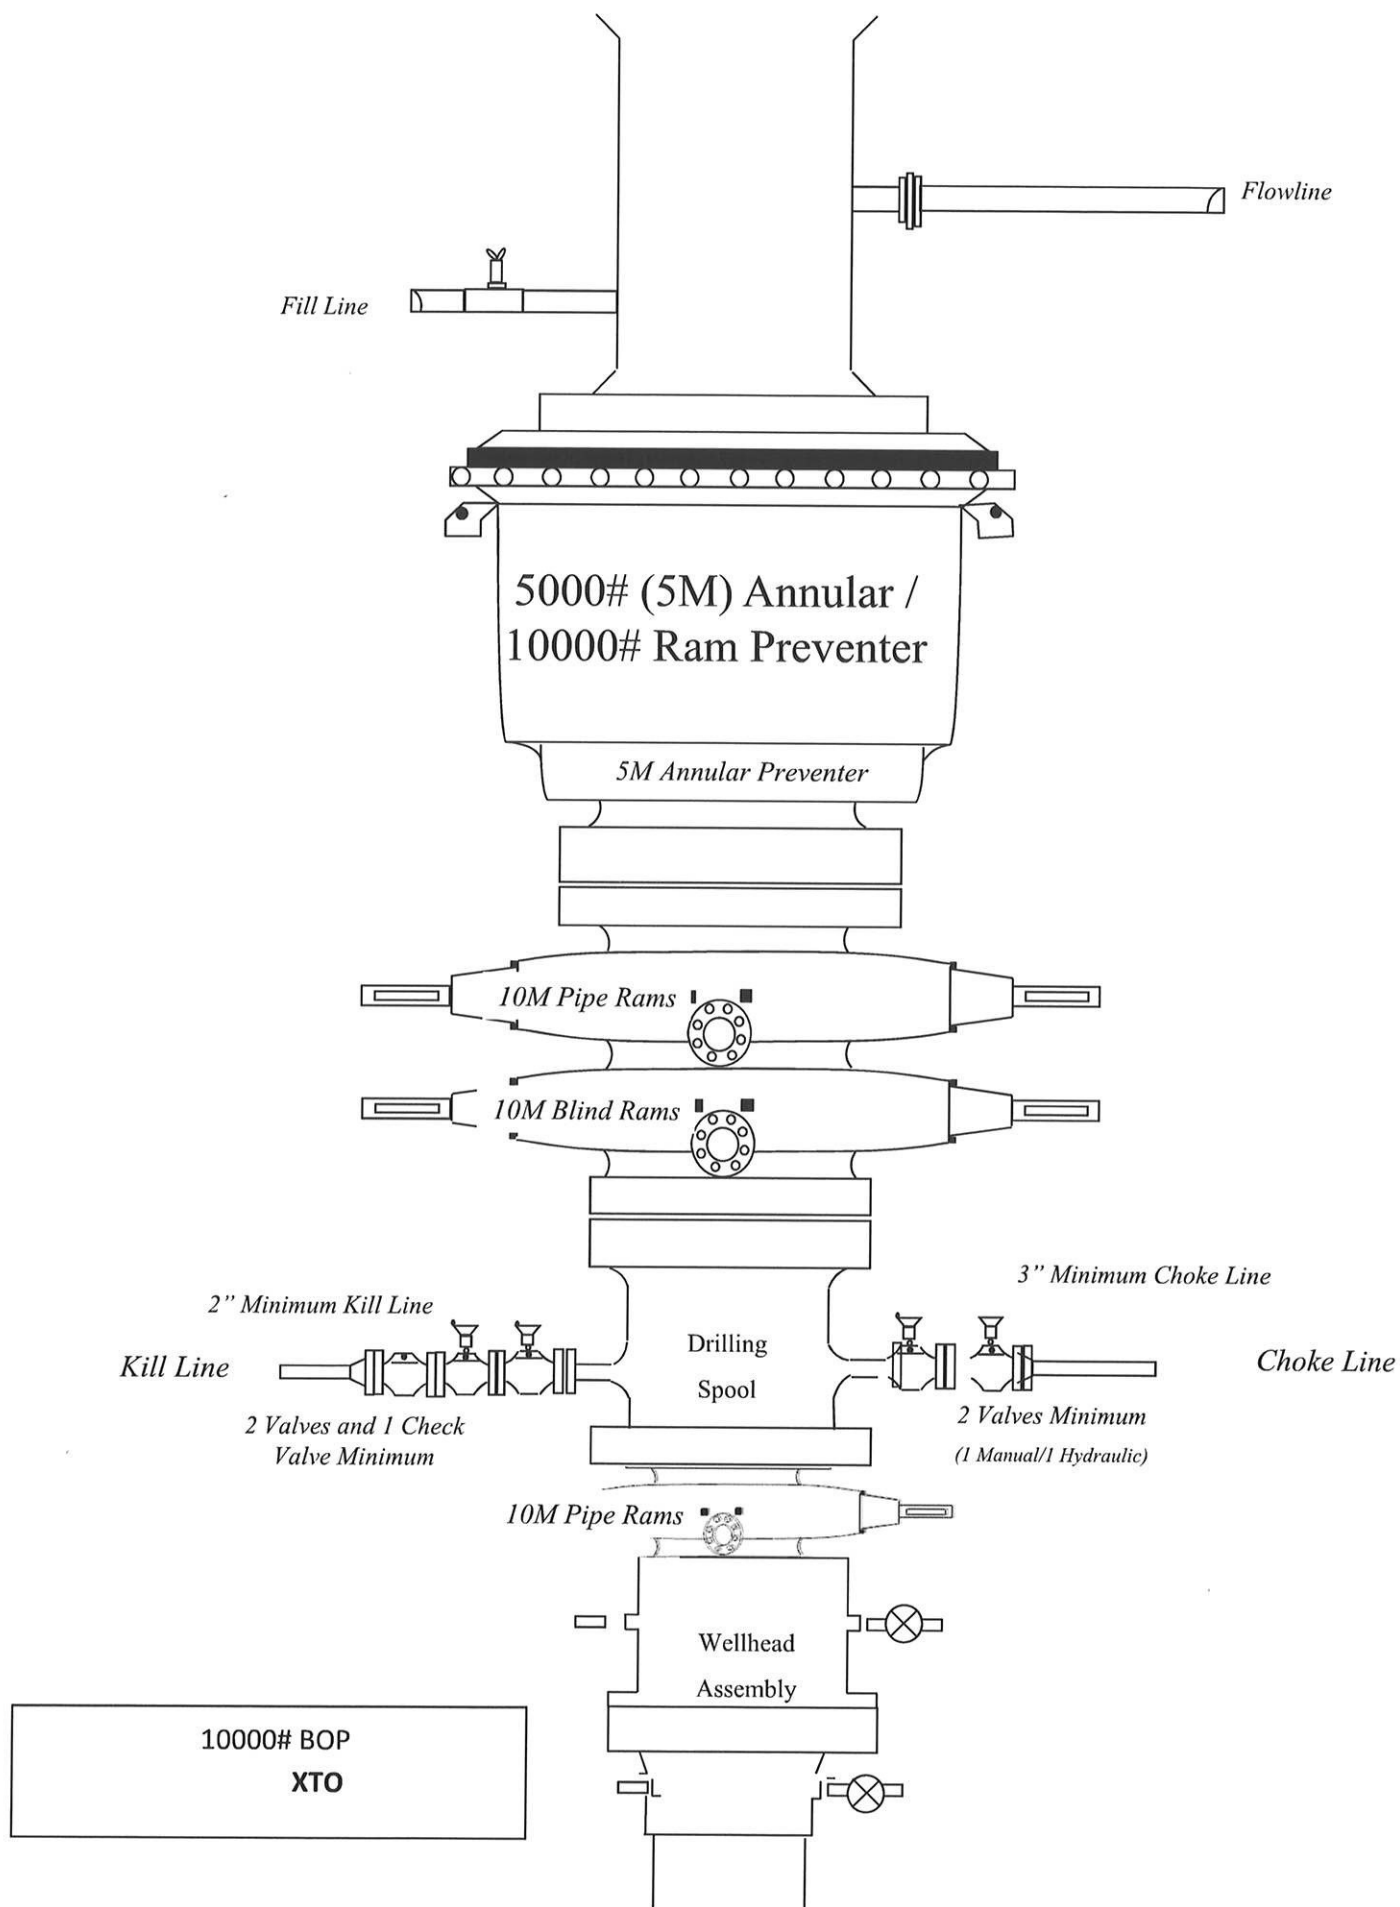 Flowline
Fill Line
5000# (5M) Annular /
10000# Ram Preventer
5M Annular Preventer
10M Pipe Rams
10M Blind Rams
3” Minimum Choke Line
2” Minimum Kill Line
Drilling
Spool
Kill Line
Choke Line
2 Valves and 1 Check
Valve Minimum
2 Valves Minimum
(1 Manual/1 Hydraulic)
10M Pipe Rams
Wellhead
Assembly
10000# BOP
XTO